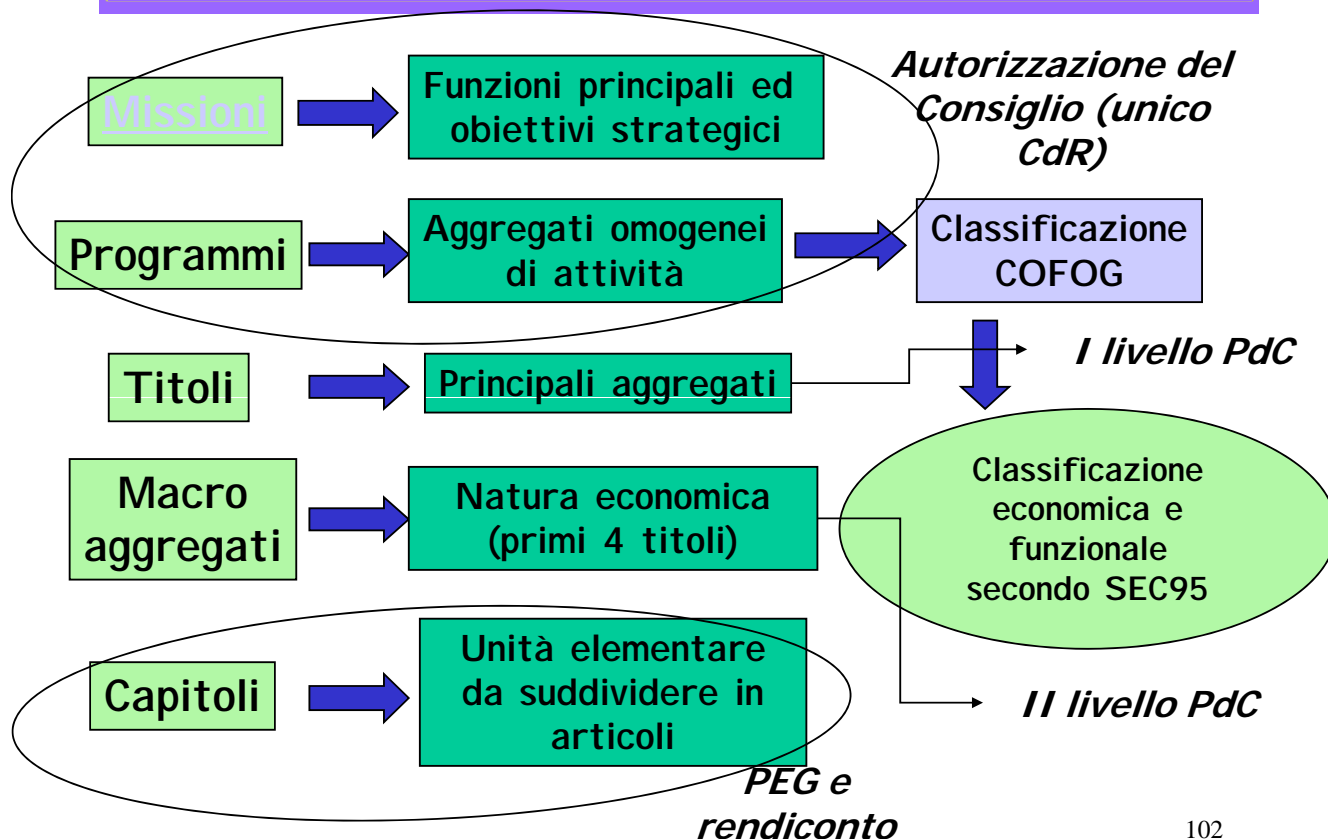 Missioni
Funzioni principali ed
obiettivi strategici
Autorizzazione del
Consiglio (unico
CdR)
Programmi
Aggregati omogenei
di attività
Classificazione
COFOG
Titoli
Principali aggregati
I livello PdC
Macro
aggregati
Natura economica
(primi 4 titoli)
Classificazione
economica e
funzionale
secondo SEC95
Capitoli
Unità elementare
da suddividere in
articoli
II livello PdC
PEG e
rendiconto
102